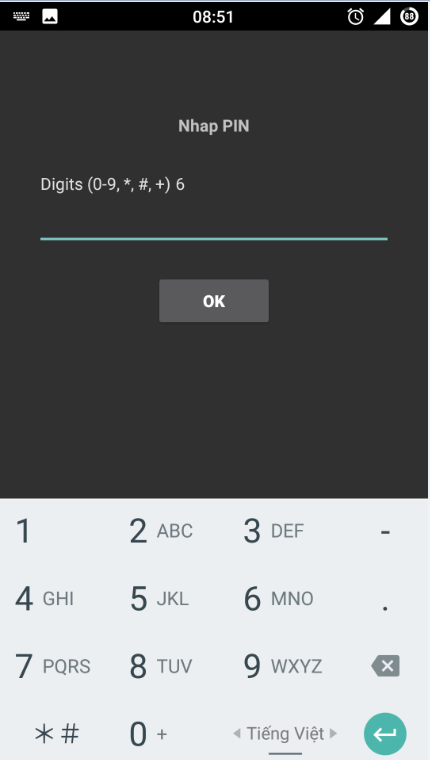 08:51
88
Nhap PIN
Digits (0-9, *, #, +) 6
OK
1
2 ABC
3 DEF
-
4 GHI
5 JKL
6 MNO
.
7 PQRS
8 TUV
9 WXYZ
* #
0 +
Tiếng Việt